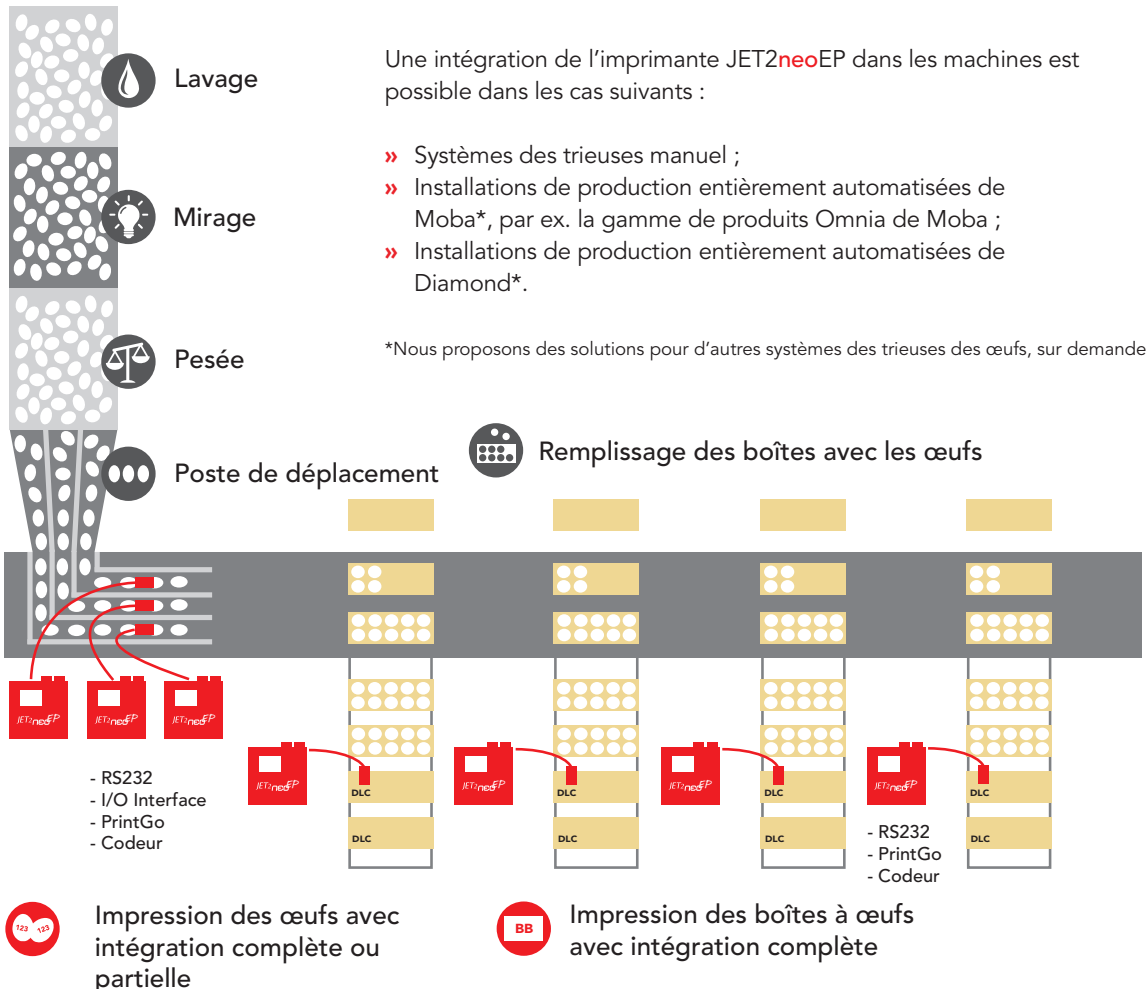 Lavage
Mirage
Pesée
Poste de déplacement
Une intégration de l'imprimante JET2neoEP dans les machines est
possible dans les cas suivants :
» Systèmes des trieuses manuel ;
» Installations de production entièrement automatisées de
Moba*, par ex. la gamme de produits Omnia de Moba ;
» Installations de production entièrement automatisées de
Diamond*.
*Nous proposons des solutions pour d'autres systèmes des trieuses des œufs, sur demande
Remplissage des boîtes avec les œufs
JET2neoEP
JET2neoEP
JET2neoEP
- RS232
- I/O Interface
- PrintGo
- Codeur
JET2neoEP
DLC
DLC
JET2neoEP
DLC
DLC
JET2neoEP
DLC
DLC
JET2neoEP
DLC
DLC
- RS232
- PrintGo
- Codeur
123 123
Impression des œufs avec
intégration complète ou
partielle
BB
Impression des boîtes à œufs
avec intégration complète